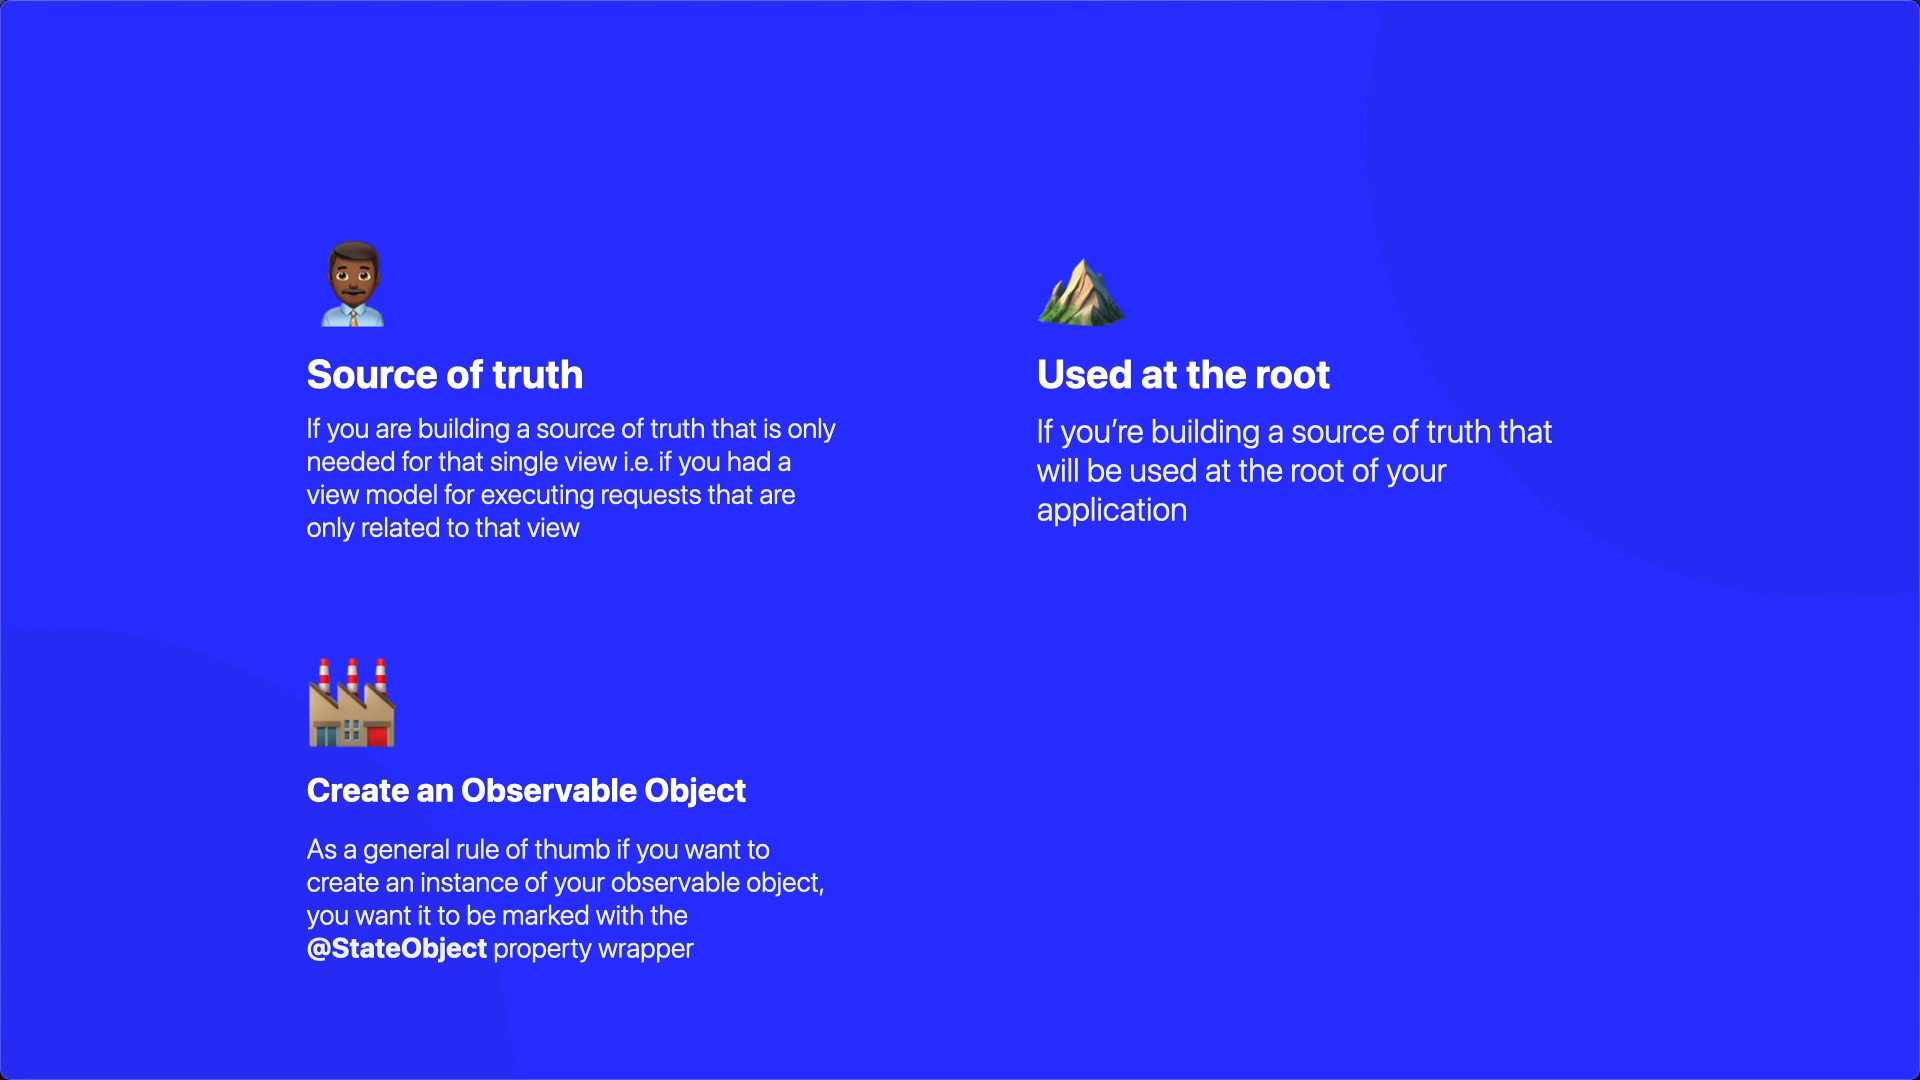 Source of truth
If you are building a source of truth that is only
needed for that single view i.e. if you had a
view model for executing requests that are
only related to that view
Used at the root
If you’re building a source of truth that
will be used at the root of your
application
Create an Observable Object
As a general rule of thumb if you want to
create an instance of your observable object,
you want it to be marked with the
@StateObject property wrapper